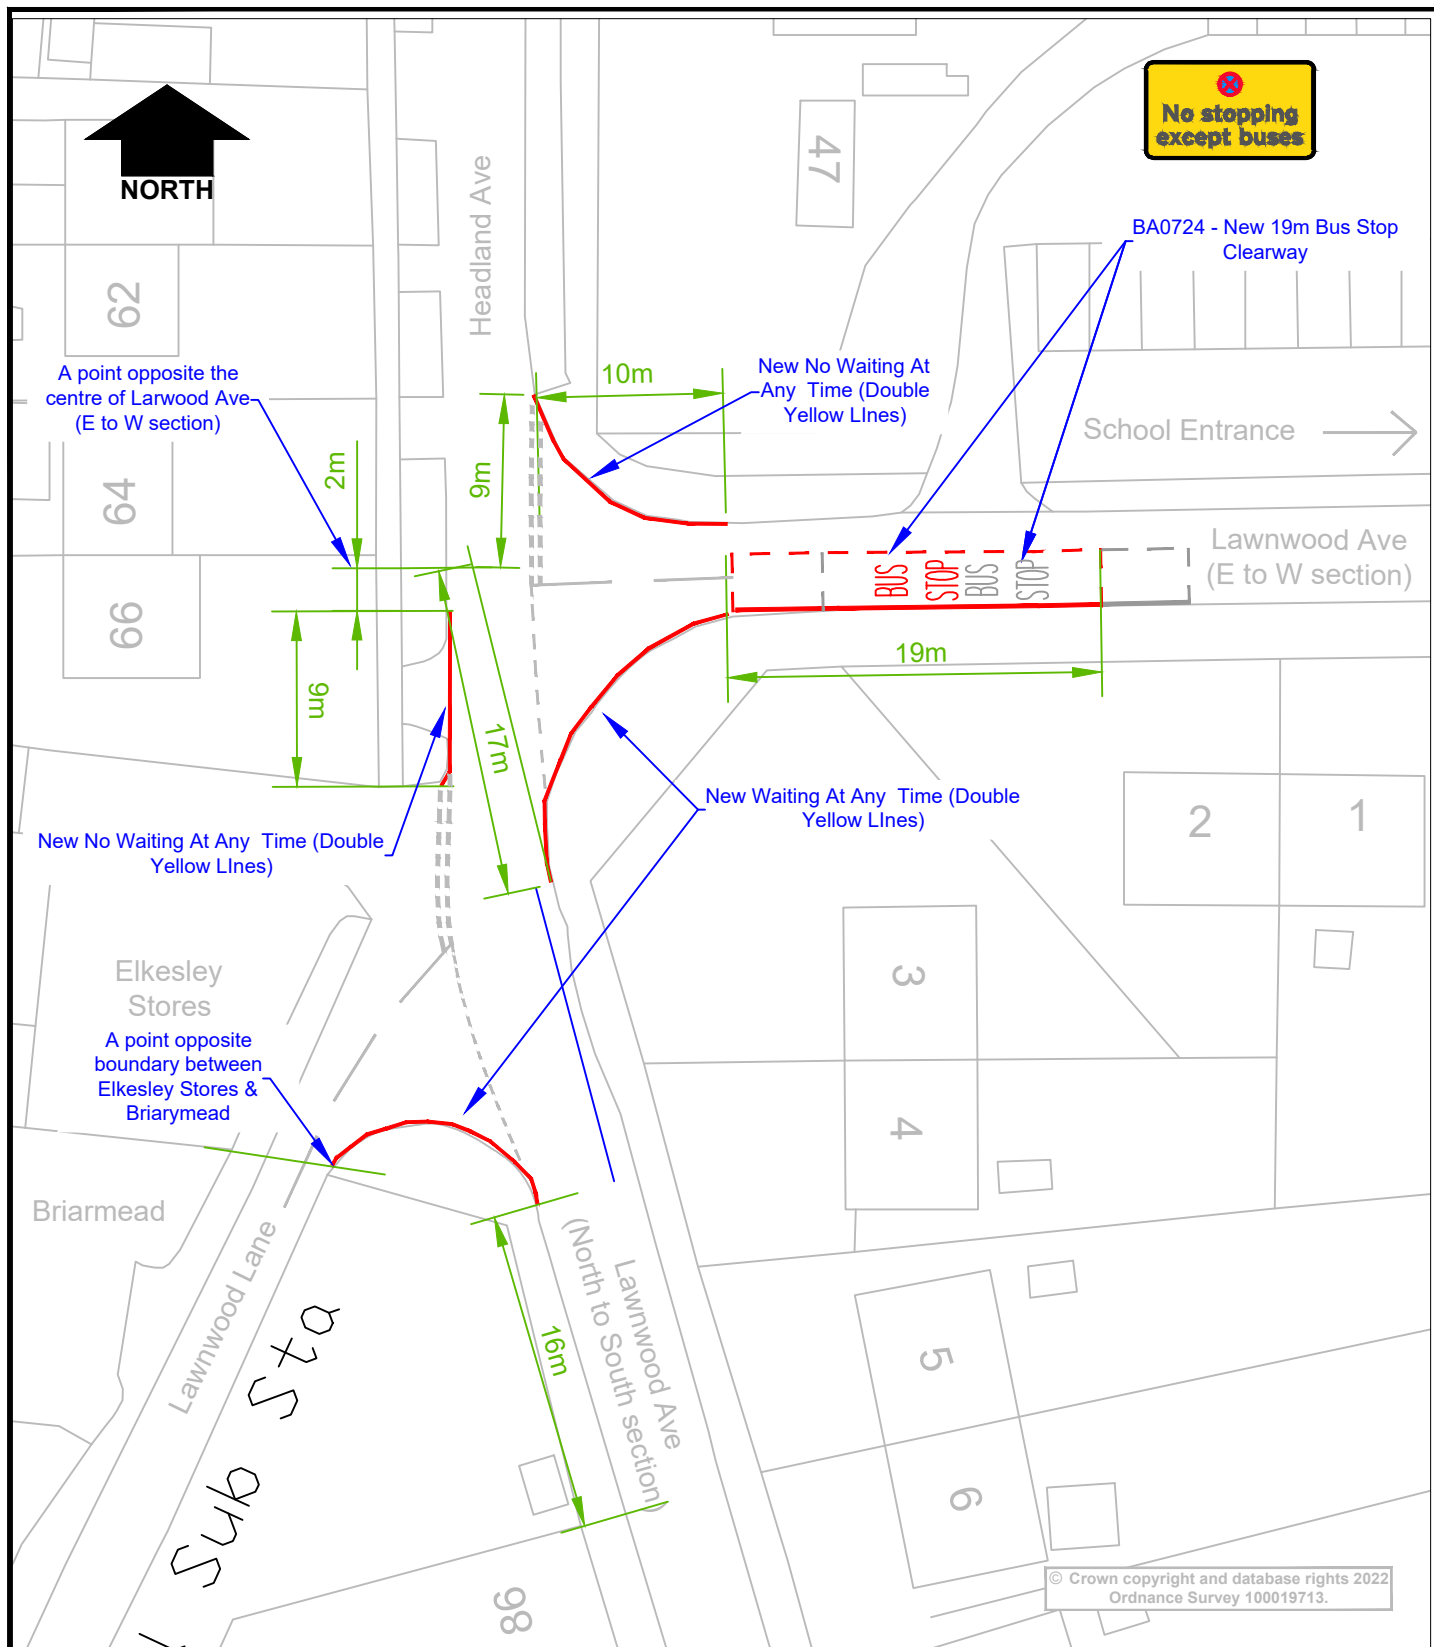 NORTH
62
64
66
47
Headland Ave
No stopping
except buses
BA0724 - New 19m Bus Stop
Clearway
A point opposite the
centre of Larwood Ave
(E to W section)
10m
New No Waiting At
Any Time (Double
Yellow LInes)
School Entrance
2m
9m
BUS
STOP
BUS
STOP
Lawnwood Ave
(E to W section)
19m
9m
17m
New No Waiting At Any Time (Double
Yellow LInes)
New Waiting At Any Time (Double
Yellow LInes)
2
1
3
4
5
6
Elkesley
Stores
A point opposite
boundary between
Elkesley Stores &
Briarymead
Briarmead
Lawnwood Lane
Sub Sta
16m
Lawnwood Ave
(North to South section)
98
© Crown copyright and database rights 2022
Ordnance Survey 100019713.